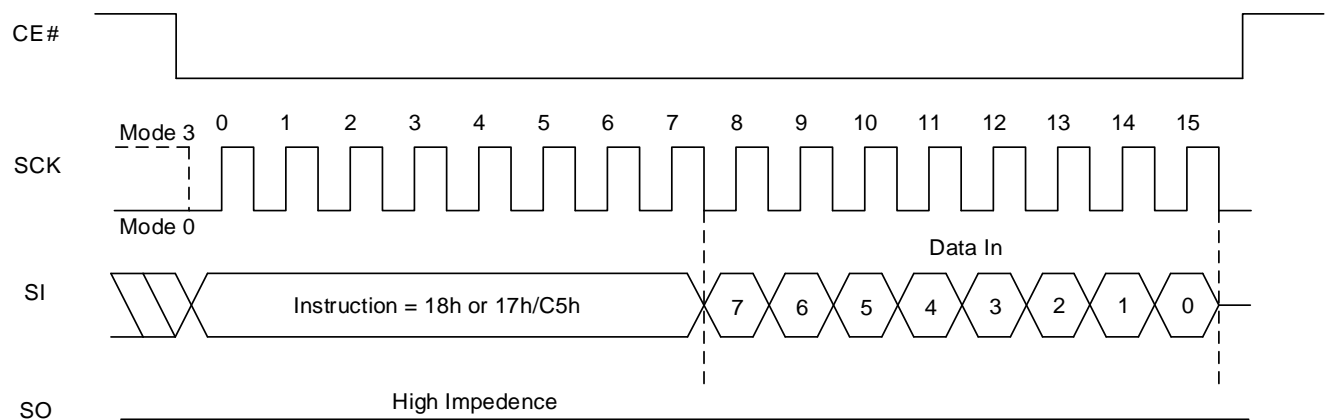 CE#
0 1 2 3 4 5 6 7 8 9 10 11 12 13 14 15
Mode 3
SCK
Mode 0
Data In
SI
Instruction = 18h or 17h/C5h
7 6 5 4 3 2 1 0
High Impedence
SO